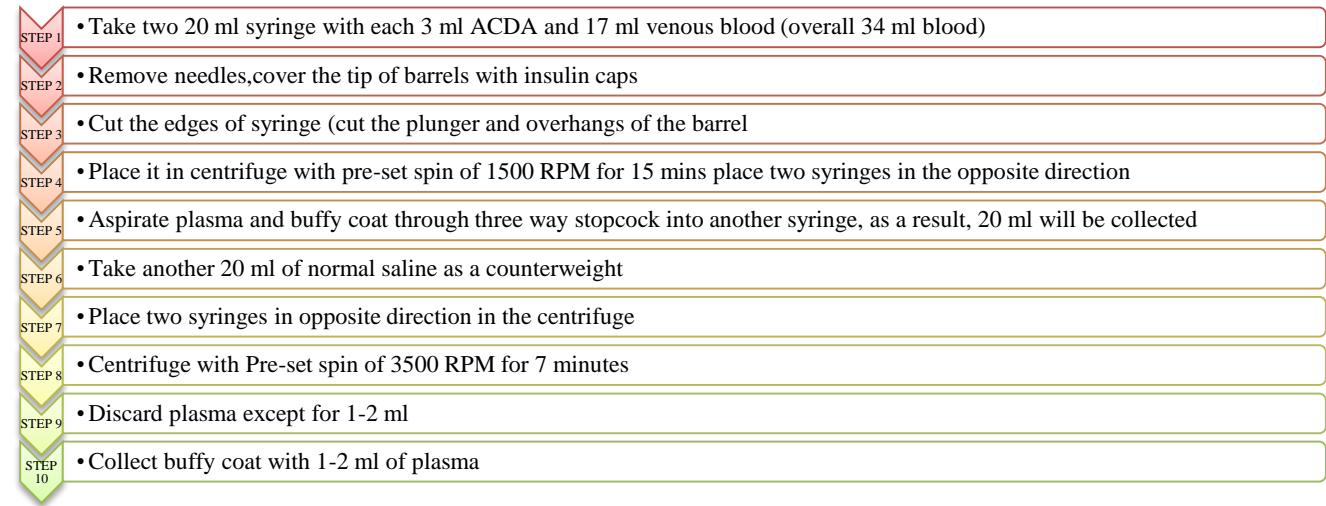 STEP 1
• Take two 20 ml syringe with each 3 ml ACDA and 17 ml venous blood (overall 34 ml blood)
STEP 2
• Remove needles,cover the tip of barrels with insulin caps
STEP 3
• Cut the edges of syringe (cut the plunger and overhangs of the barrel
STEP 4
• Place it in centrifuge with pre-set spin of 1500 RPM for 15 mins place two syringes in the opposite direction
STEP 5
• Aspirate plasma and buffy coat through three way stopcock into another syringe, as a result, 20 ml will be collected
STEP 6
• Take another 20 ml of normal saline as a counterweight
STEP 7
• Place two syringes in opposite direction in the centrifuge
STEP 8
• Centrifuge with Pre-set spin of 3500 RPM for 7 minutes
STEP 9
• Discard plasma except for 1-2 ml
STEP
10
• Collect buffy coat with 1-2 ml of plasma